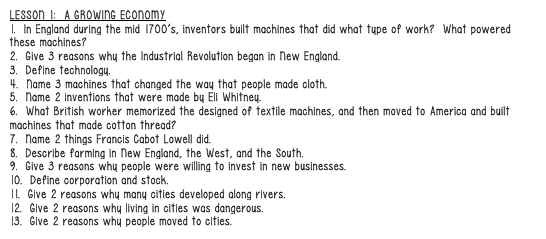 LESSON 1:  A GROWING ECONOMY
1.  In England during the mid 1700's, inventors built machines that did what type of work?  What powered
these machines?
2.  Give 3 reasons why the Industrial Revolution began in New England.
3.  Define technology.
4.  Name 3 machines that changed the way that people made cloth.
5.  Name 2 inventions that were made by Eli Whitney.
6.  What British worker memorized the designed of textile machines, and then moved to America and built
machines that made cotton thread?
7.  Name 2 things Francis Cabot Lowell did.
8.  Describe farming in New England, the West, and the South.
9.  Give 3 reasons why people were willing to invest in new businesses.
10.  Define corporation and stock.
11.  Give 2 reasons why many cities developed along rivers.
12.  Give 2 reasons why living in cities was dangerous.
13.  Give 2 reasons why people moved to cities.